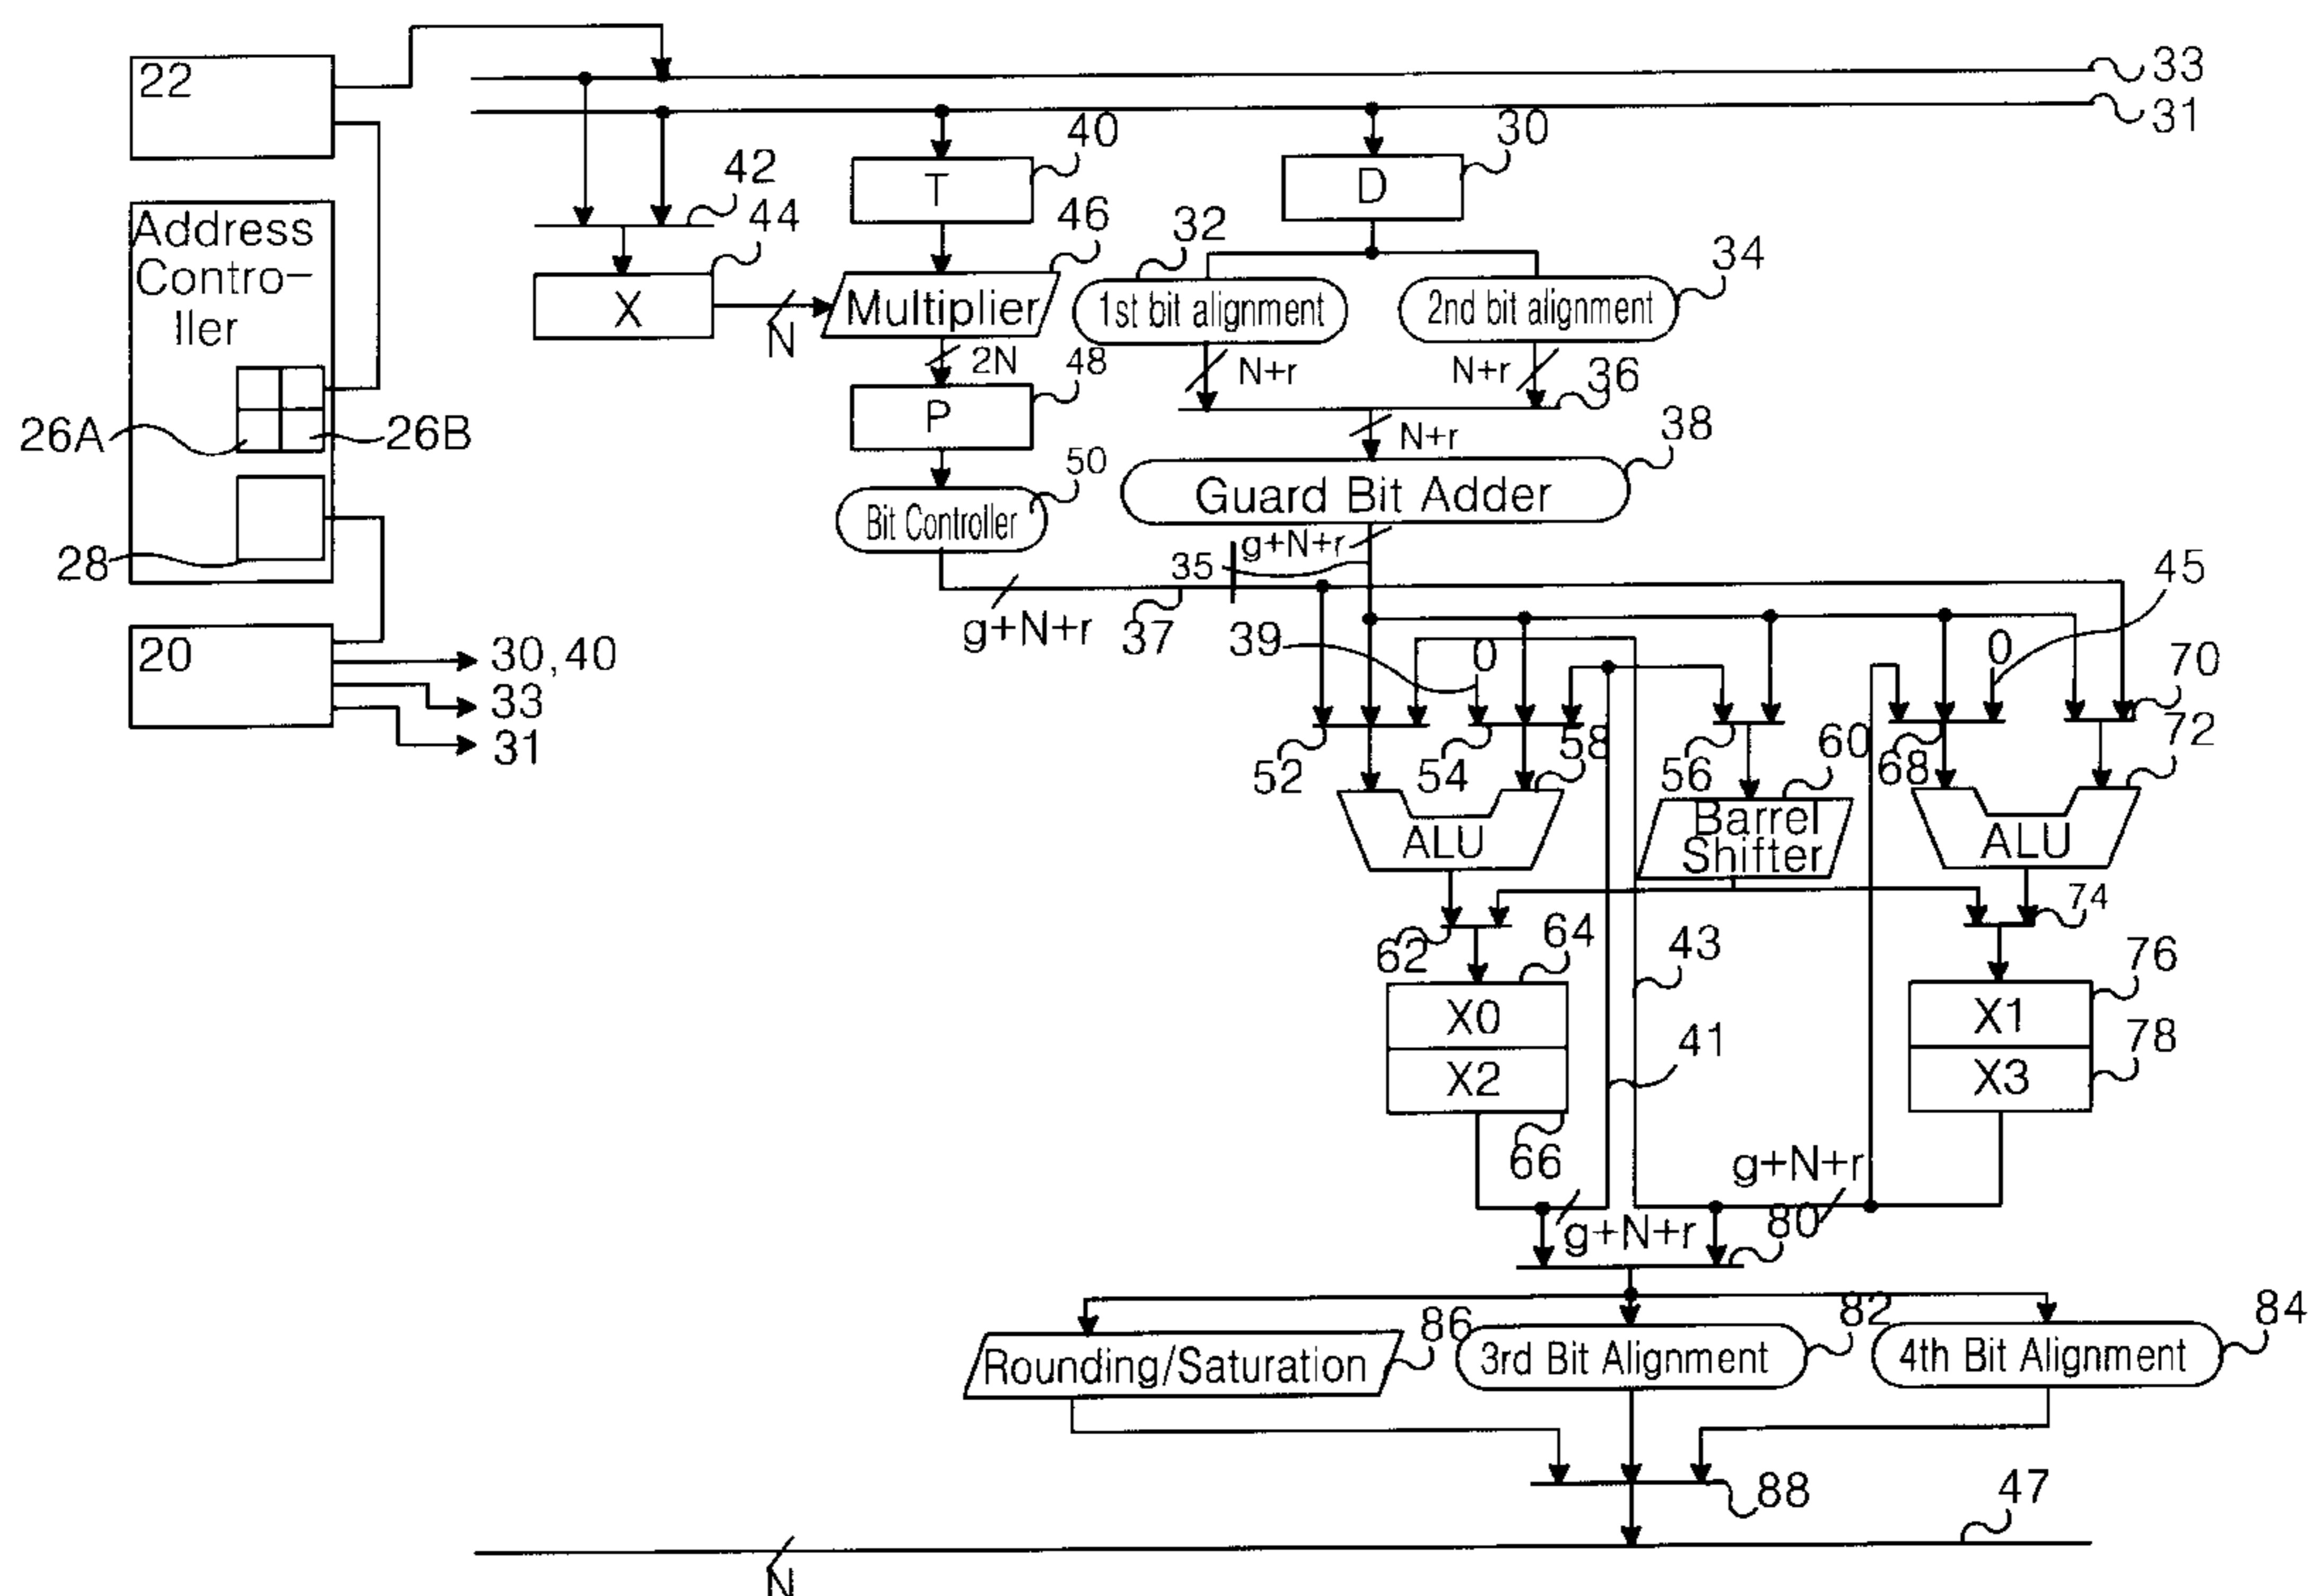 22
33
31
40
30
42
T
D
Address
Contro-
ller
44
46
32
34
X
N
Multiplier
1st bit alignment
2nd bit alignment
2N
48
N+r
N+r
36
P
N+r
38
26A
26B
50
Guard Bit Adder
Bit Controller
28
g+N+r
35
45
g+N+r
37
39
0
0
70
20
30,40
33
31
52
54
58
56
60
68
72
ALU
Barrel
Shifter
ALU
74
62
64
43
76
X0
X1
41
78
X2
X3
66
g+N+r
80
g+N+r
86
82
84
Rounding/Saturation
3rd Bit Alignment
4th Bit Alignment
88
47
N